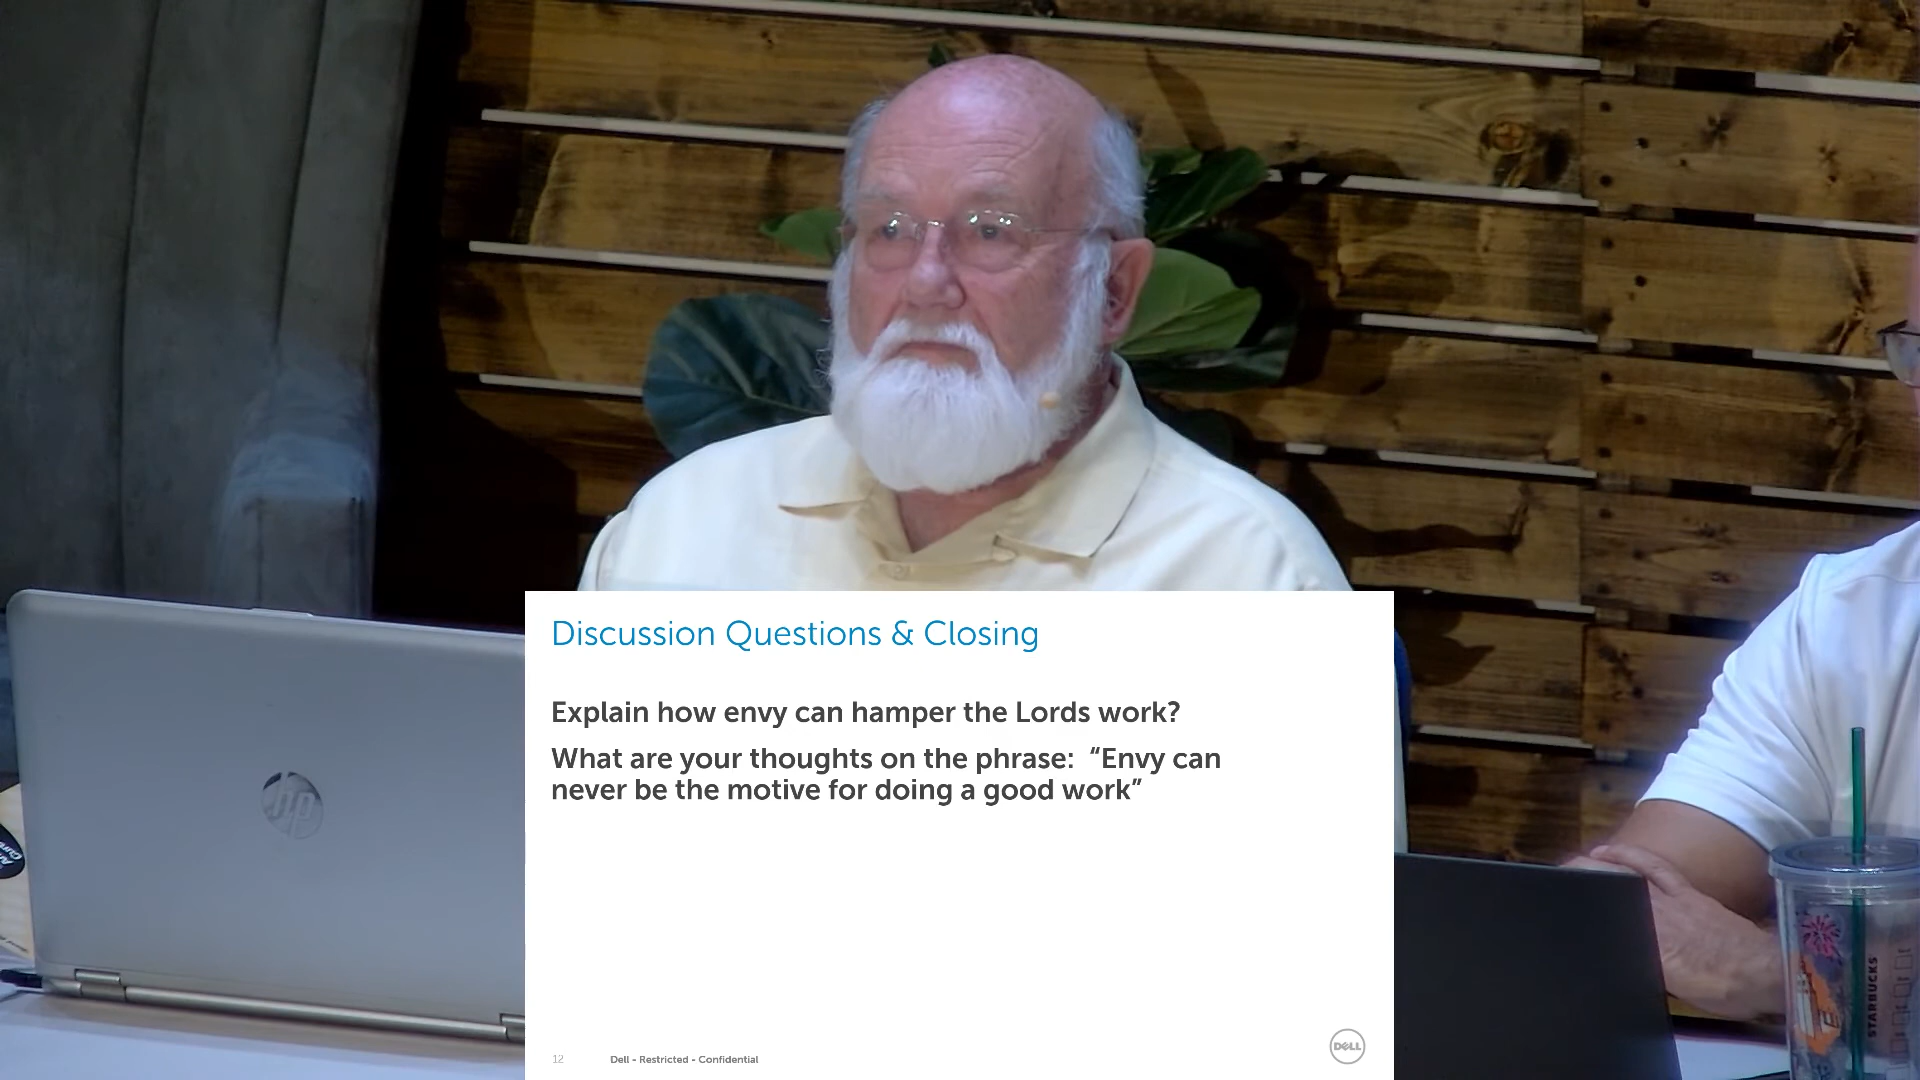 Discussion Questions & Closing
Explain how envy can hamper the Lords work?
What are your thoughts on the phrase:  “Envy can
never be the motive for doing a good work”
12
Dell - Restricted - Confidential
DELL
hp
STARBUCKS